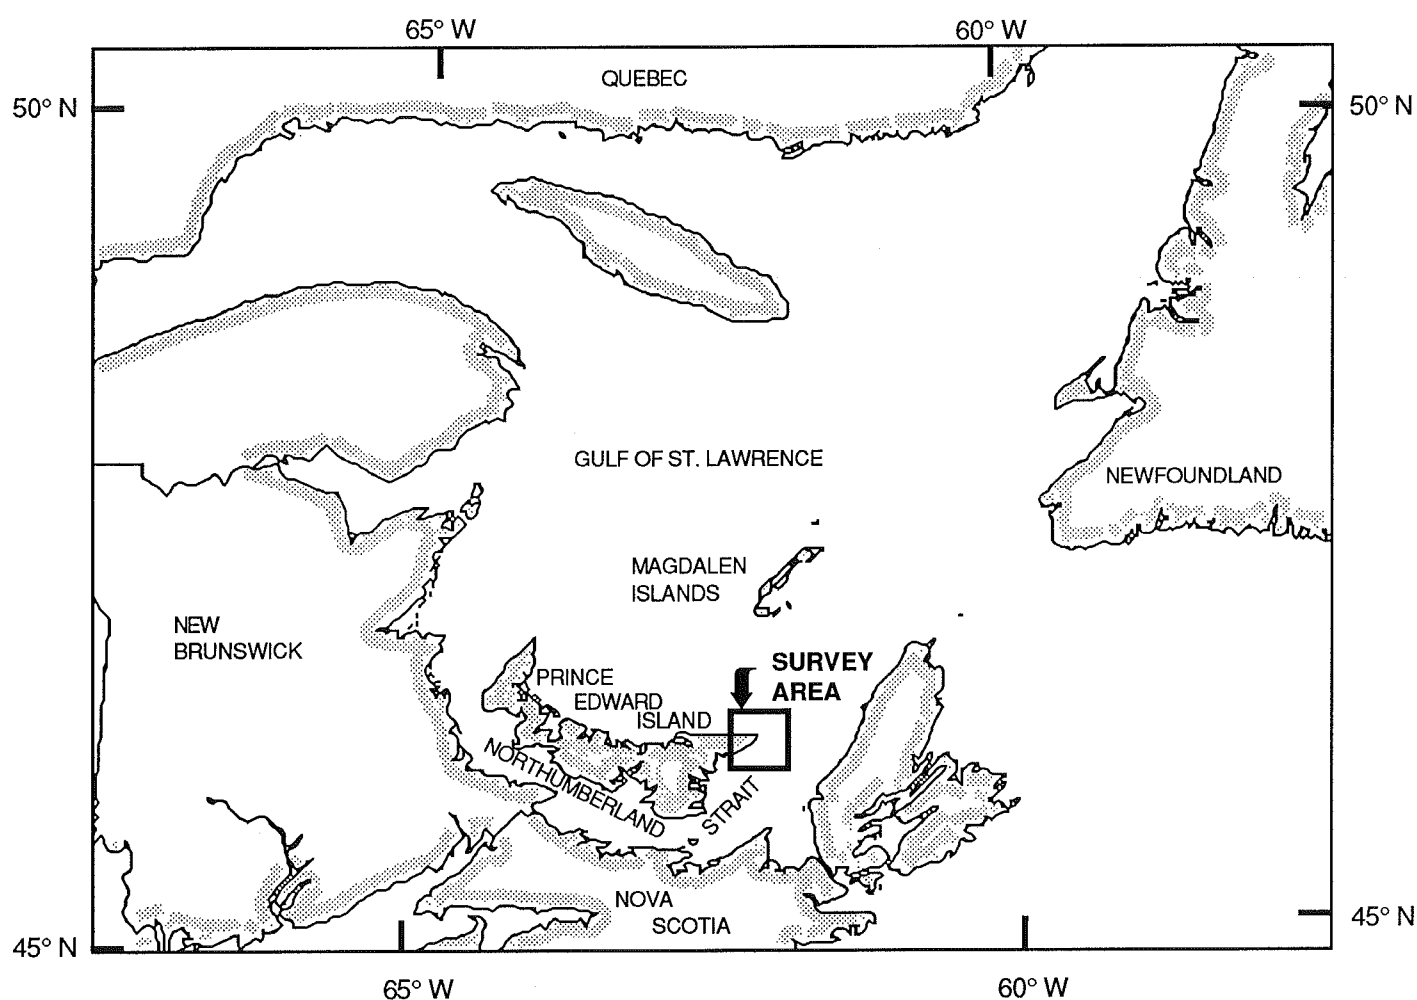 65° W
60° W
QUEBEC
50° N
50° N
GULF OF ST. LAWRENCE
NEWFOUNDLAND
MAGDALEN
ISLANDS
NEW
BRUNSWICK
SURVEY
AREA
PRINCE
EDWARD
ISLAND
NORTHUMBERLAND
STRAIT
NOVA
SCOTIA
45° N
45° N
65° W
60° W